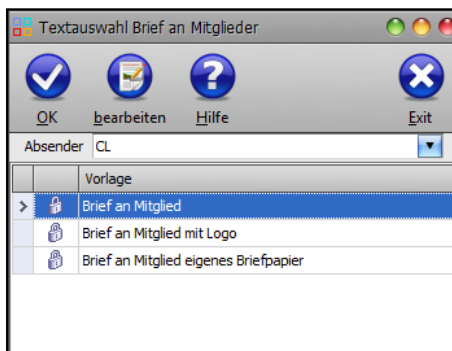 Textauswahl Brief an Mitglieder
OK bearbeiten Hilfe Exit
Absender CL
Vorlage
Brief an Mitglied
Brief an Mitglied mit Logo
Brief an Mitglied eigenes Briefpapier